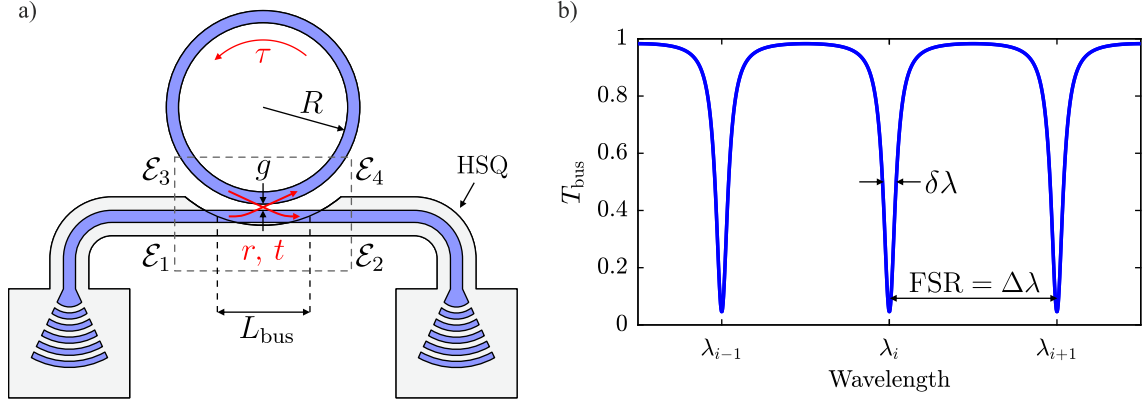 a)
τ
R
HSQ
ℰ₃
g
ℰ₄
ℰ₁
r, t
ℰ₂
L_bus
b)
1
0.8
0.6
0.4
0.2
0
T_bus
δλ
FSR = Δλ
λ_{i−1}
λ_i
λ_{i+1}
Wavelength